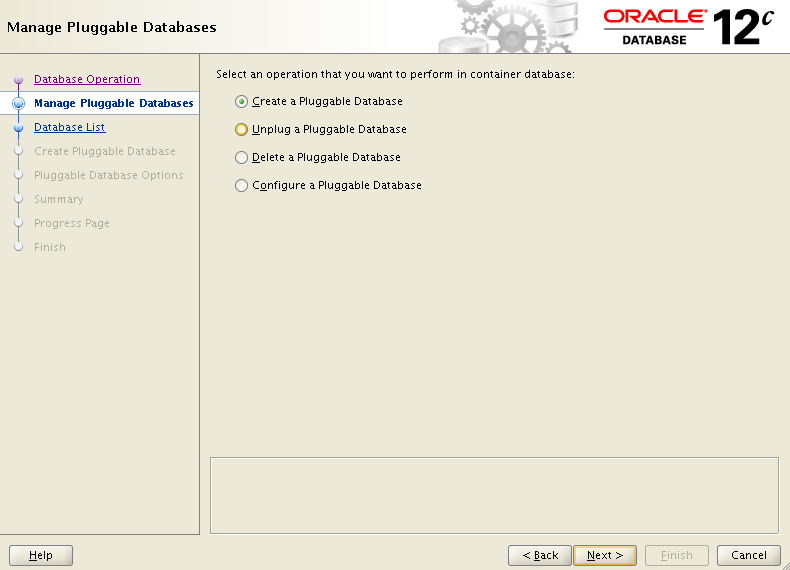 Manage Pluggable Databases
ORACLE®
DATABASE
12c
Database Operation
Manage Pluggable Databases
Database List
Create Pluggable Database
Pluggable Database Options
Summary
Progress Page
Finish
Select an operation that you want to perform in container database:
Create a Pluggable Database
Unplug a Pluggable Database
Delete a Pluggable Database
Configure a Pluggable Database
Help
< Back
Next >
Finish
Cancel